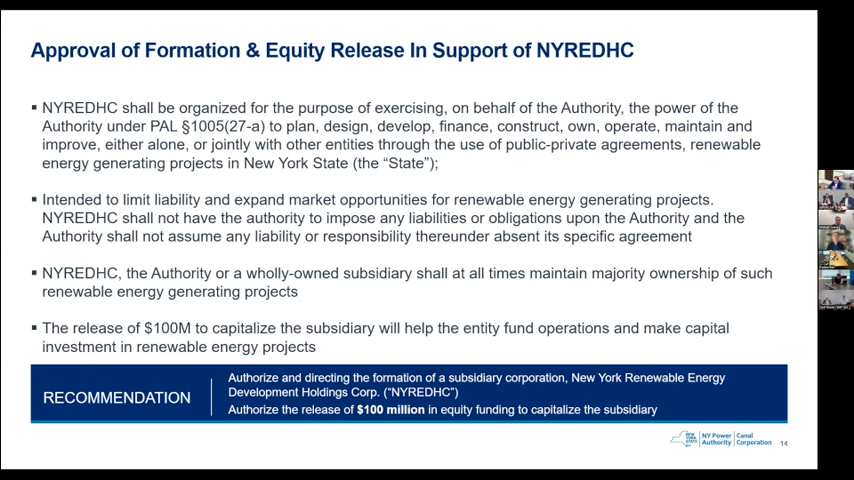 Approval of Formation & Equity Release In Support of NYREDHC
▪ NYREDHC shall be organized for the purpose of exercising, on behalf of the Authority, the power of the
Authority under PAL §1005(27-a) to plan, design, develop, finance, construct, own, operate, maintain and
improve, either alone, or jointly with other entities through the use of public-private agreements, renewable
energy generating projects in New York State (the “State”);
▪ Intended to limit liability and expand market opportunities for renewable energy generating projects.
NYREDHC shall not have the authority to impose any liabilities or obligations upon the Authority and the
Authority shall not assume any liability or responsibility thereunder absent its specific agreement
▪ NYREDHC, the Authority or a wholly-owned subsidiary shall at all times maintain majority ownership of such
renewable energy generating projects
▪ The release of $100M to capitalize the subsidiary will help the entity fund operations and make capital
investment in renewable energy projects
RECOMMENDATION
Authorize and directing the formation of a subsidiary corporation, New York Renewable Energy
Development Holdings Corp. (“NYREDHC”)
Authorize the release of $100 million in equity funding to capitalize the subsidiary
NEW YORK STATE
NY Power Authority
Canal Corporation
14